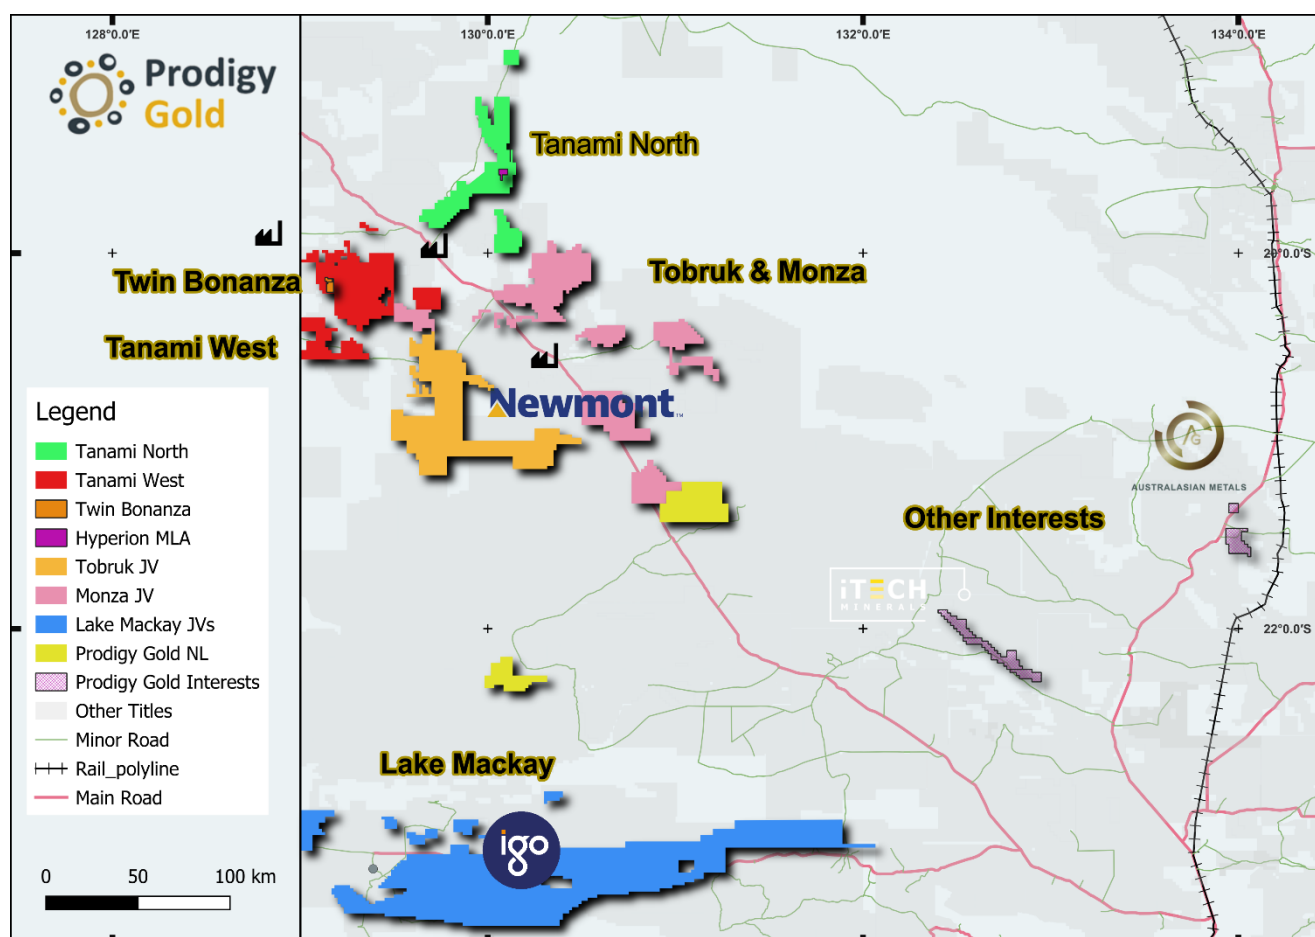 128°0.0'E
130°0.0'E
132°0.0'E
134°0.0'E
Prodigy
Gold
Tanami North
20°0.0'S
Twin Bonanza
Tobruk & Monza
Tanami West
Newmont™
Legend
Tanami North
Tanami West
Twin Bonanza
Hyperion MLA
Tobruk JV
Monza JV
Lake Mackay JVs
Prodigy Gold NL
Prodigy Gold Interests
Other Titles
Minor Road
Rail_polyline
Main Road
AG
AUSTRALASIAN METALS
Other Interests
iTECH
MINERALS
22°0.0'S
Lake Mackay
igo
0 50 100 km